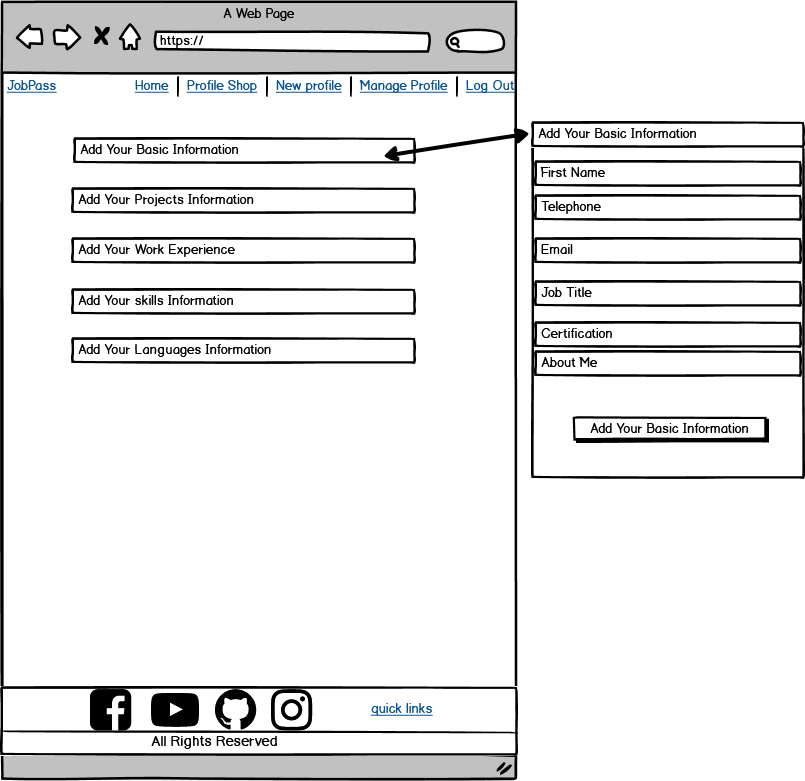 A Web Page
https://
JobPass Home Profile Shop New profile Manage Profile Log Out
Add Your Basic Information
Add Your Projects Information
Add Your Work Experience
Add Your skills Information
Add Your Languages Information
Add Your Basic Information
First Name
Telephone
Email
Job Title
Certification
About Me
Add Your Basic Information
quick links
All Rights Reserved